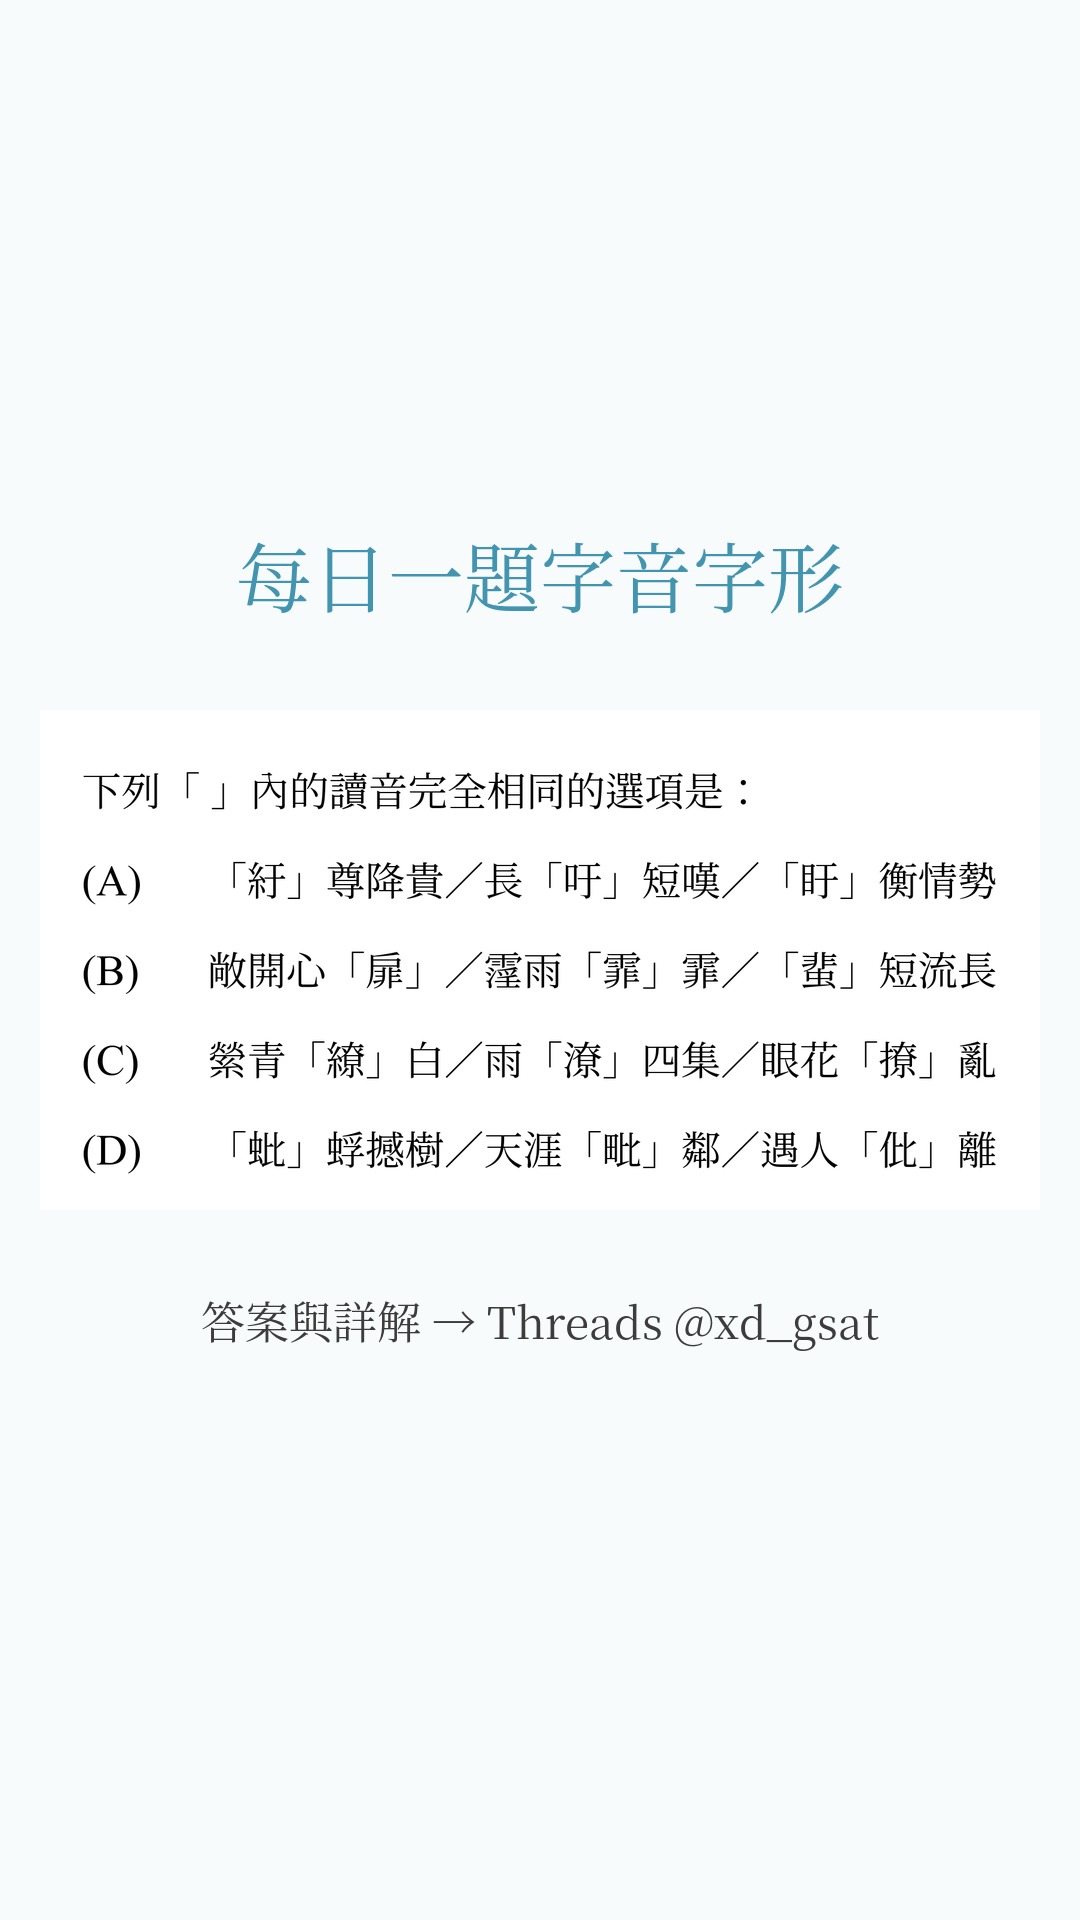 每日一題字音字形
下列「 」內的讀音完全相同的選項是：
(A) 「紆」尊降貴／長「吁」短嘆／「盱」衡情勢
(B) 敞開心「扉」／霪雨「霏」霏／「蜚」短流長
(C) 縈青「繚」白／雨「潦」四集／眼花「撩」亂
(D) 「蚍」蜉撼樹／天涯「毗」鄰／遇人「仳」離
答案與詳解 → Threads @xd_gsat